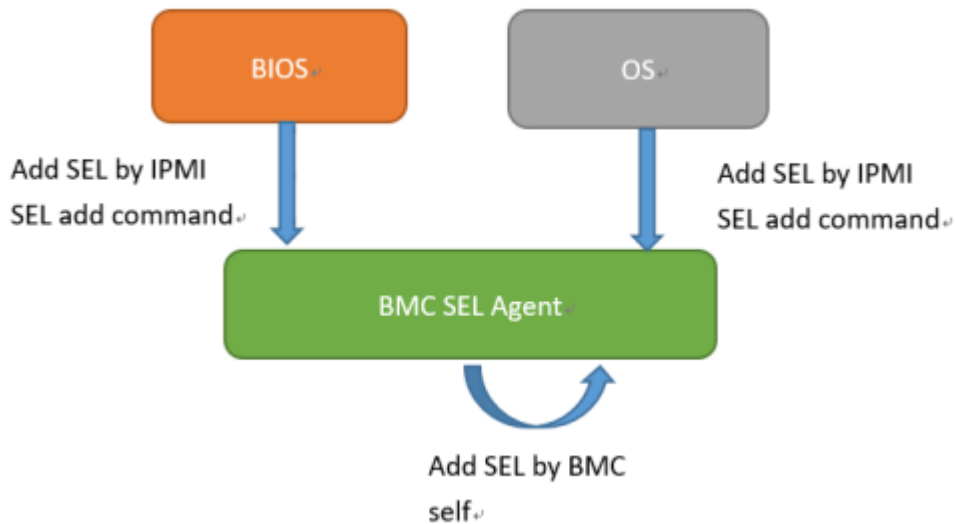 BIOS
OS
Add SEL by IPMI
SEL add command
Add SEL by IPMI
SEL add command
BMC SEL Agent
Add SEL by BMC
self